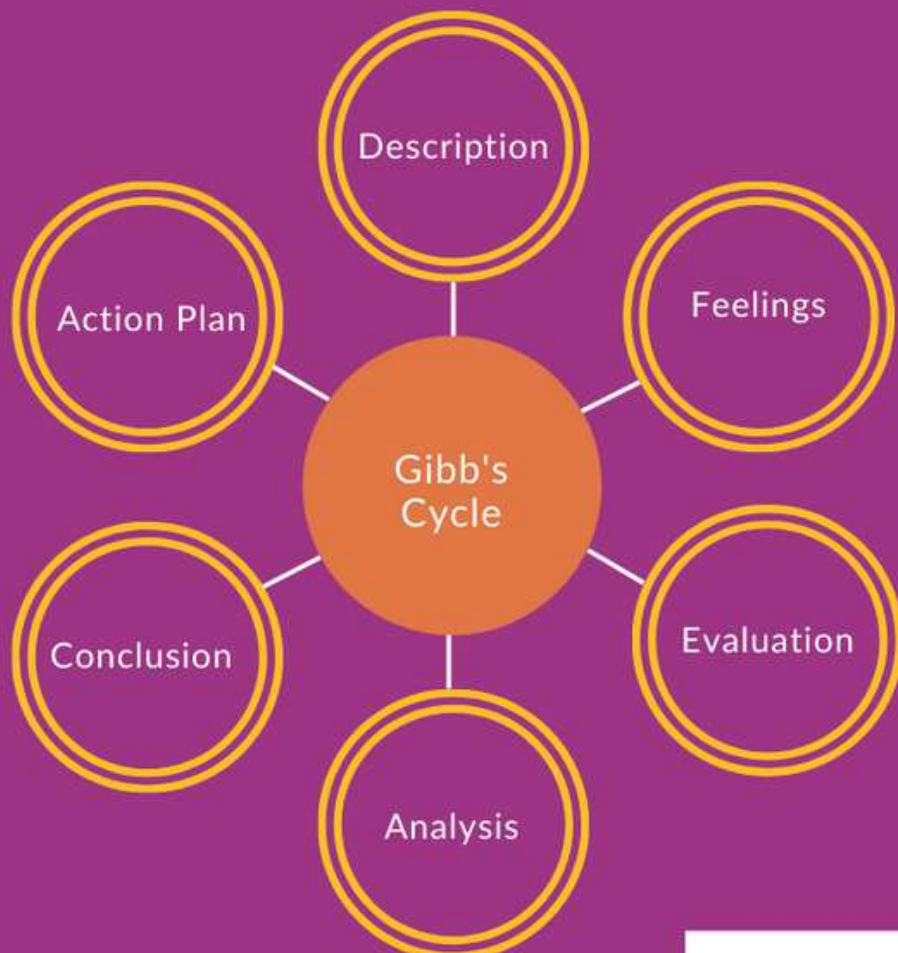 Description
Feelings
Evaluation
Analysis
Conclusion
Action Plan
Gibb's
Cycle